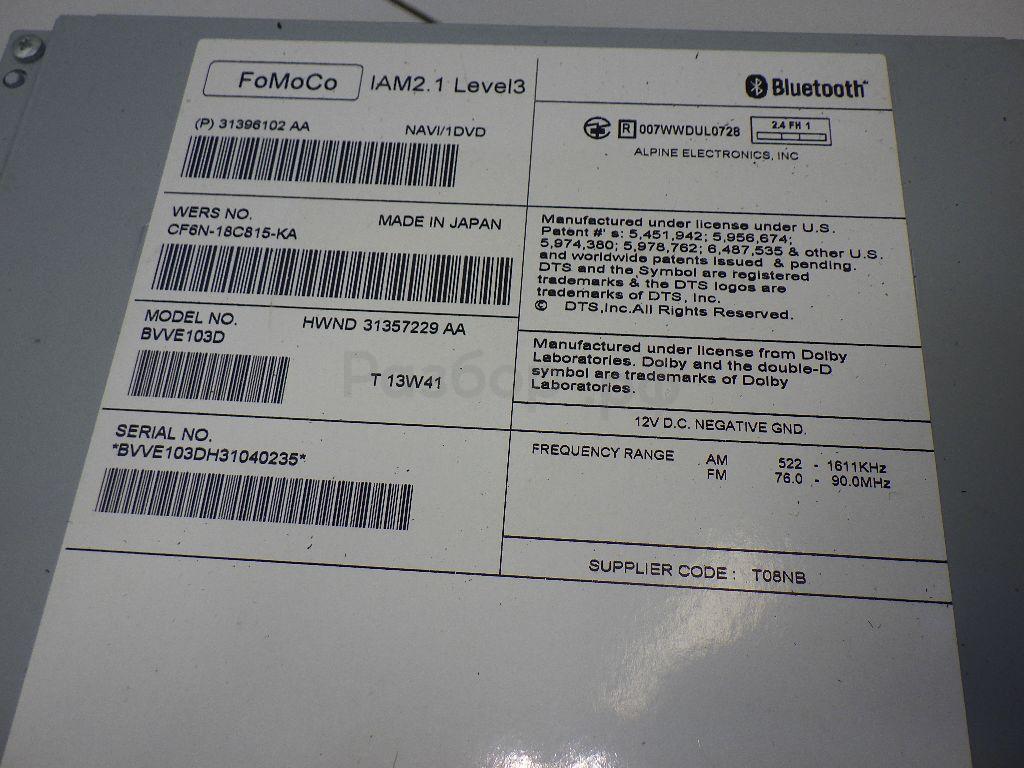 FoMoCo IAM2.1 Level3
(P) 31396102 AA NAVI/1DVD
WERS NO. MADE IN JAPAN
CF6N-18C815-KA
MODEL NO. HWND 31357229 AA
BVVE103D
T 13W41
SERIAL NO.
*BVVE103DH31040235*
Bluetooth
R 007WWDUL0728 2.4 FH 1
ALPINE ELECTRONICS, INC
Manufactured under license under U.S.
Patent #' s: 5,451,942; 5,956,674;
5,974,380; 5,978,762; 6,487,535 & other U.S.
and worldwide patents issued & pending.
DTS and the Symbol are registered
trademarks & the DTS logos are
trademarks of DTS, Inc.
© DTS,Inc.All Rights Reserved.
Manufactured under license from Dolby
Laboratories. Dolby and the double-D
symbol are trademarks of Dolby
Laboratories.
12V D.C. NEGATIVE GND.
FREQUENCY RANGE AM 522 - 1611KHz
FM 76.0 - 90.0MHz
SUPPLIER CODE : T08NB